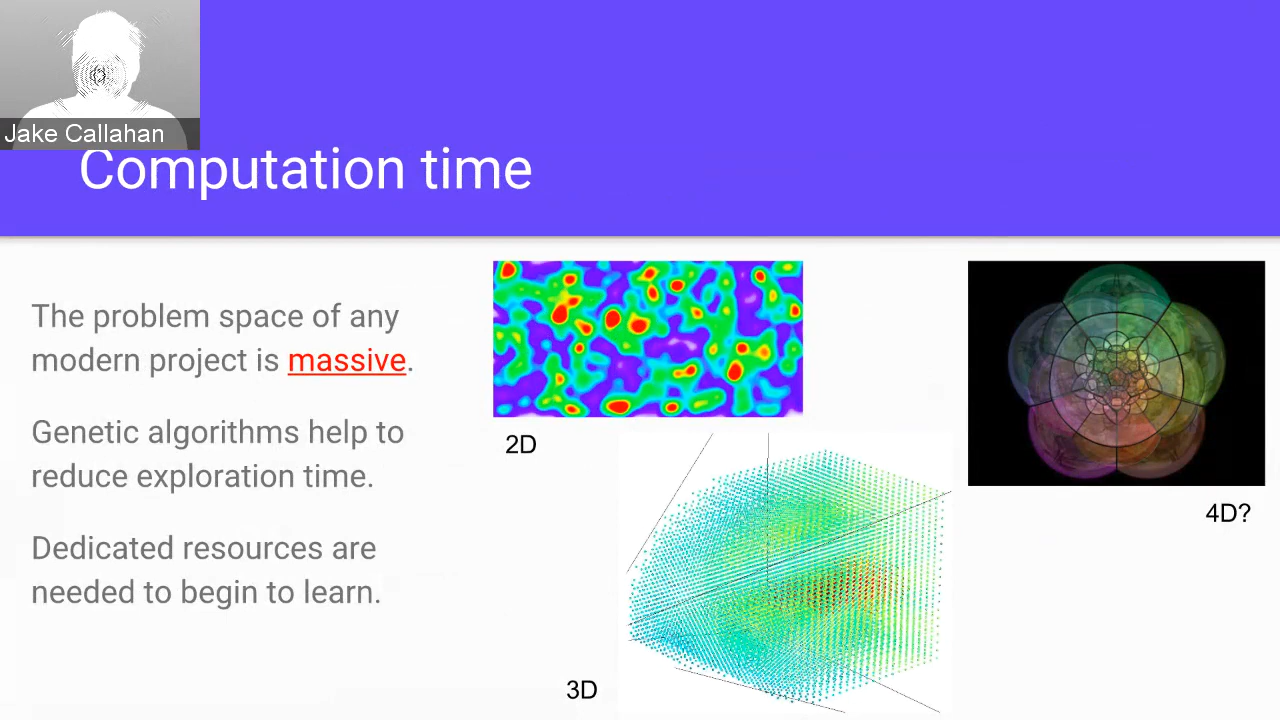 Jake Callahan
Computation time
The problem space of any
modern project is massive.
Genetic algorithms help to
reduce exploration time.
Dedicated resources are
needed to begin to learn.
2D
4D?
3D